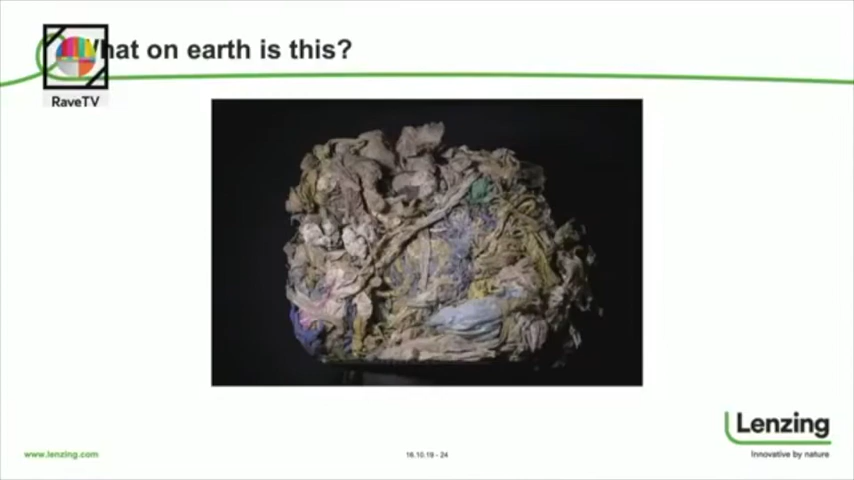 What on earth is this?
RaveTV
Lenzing
Innovative by nature
www.lenzing.com
16.10.19 - 24